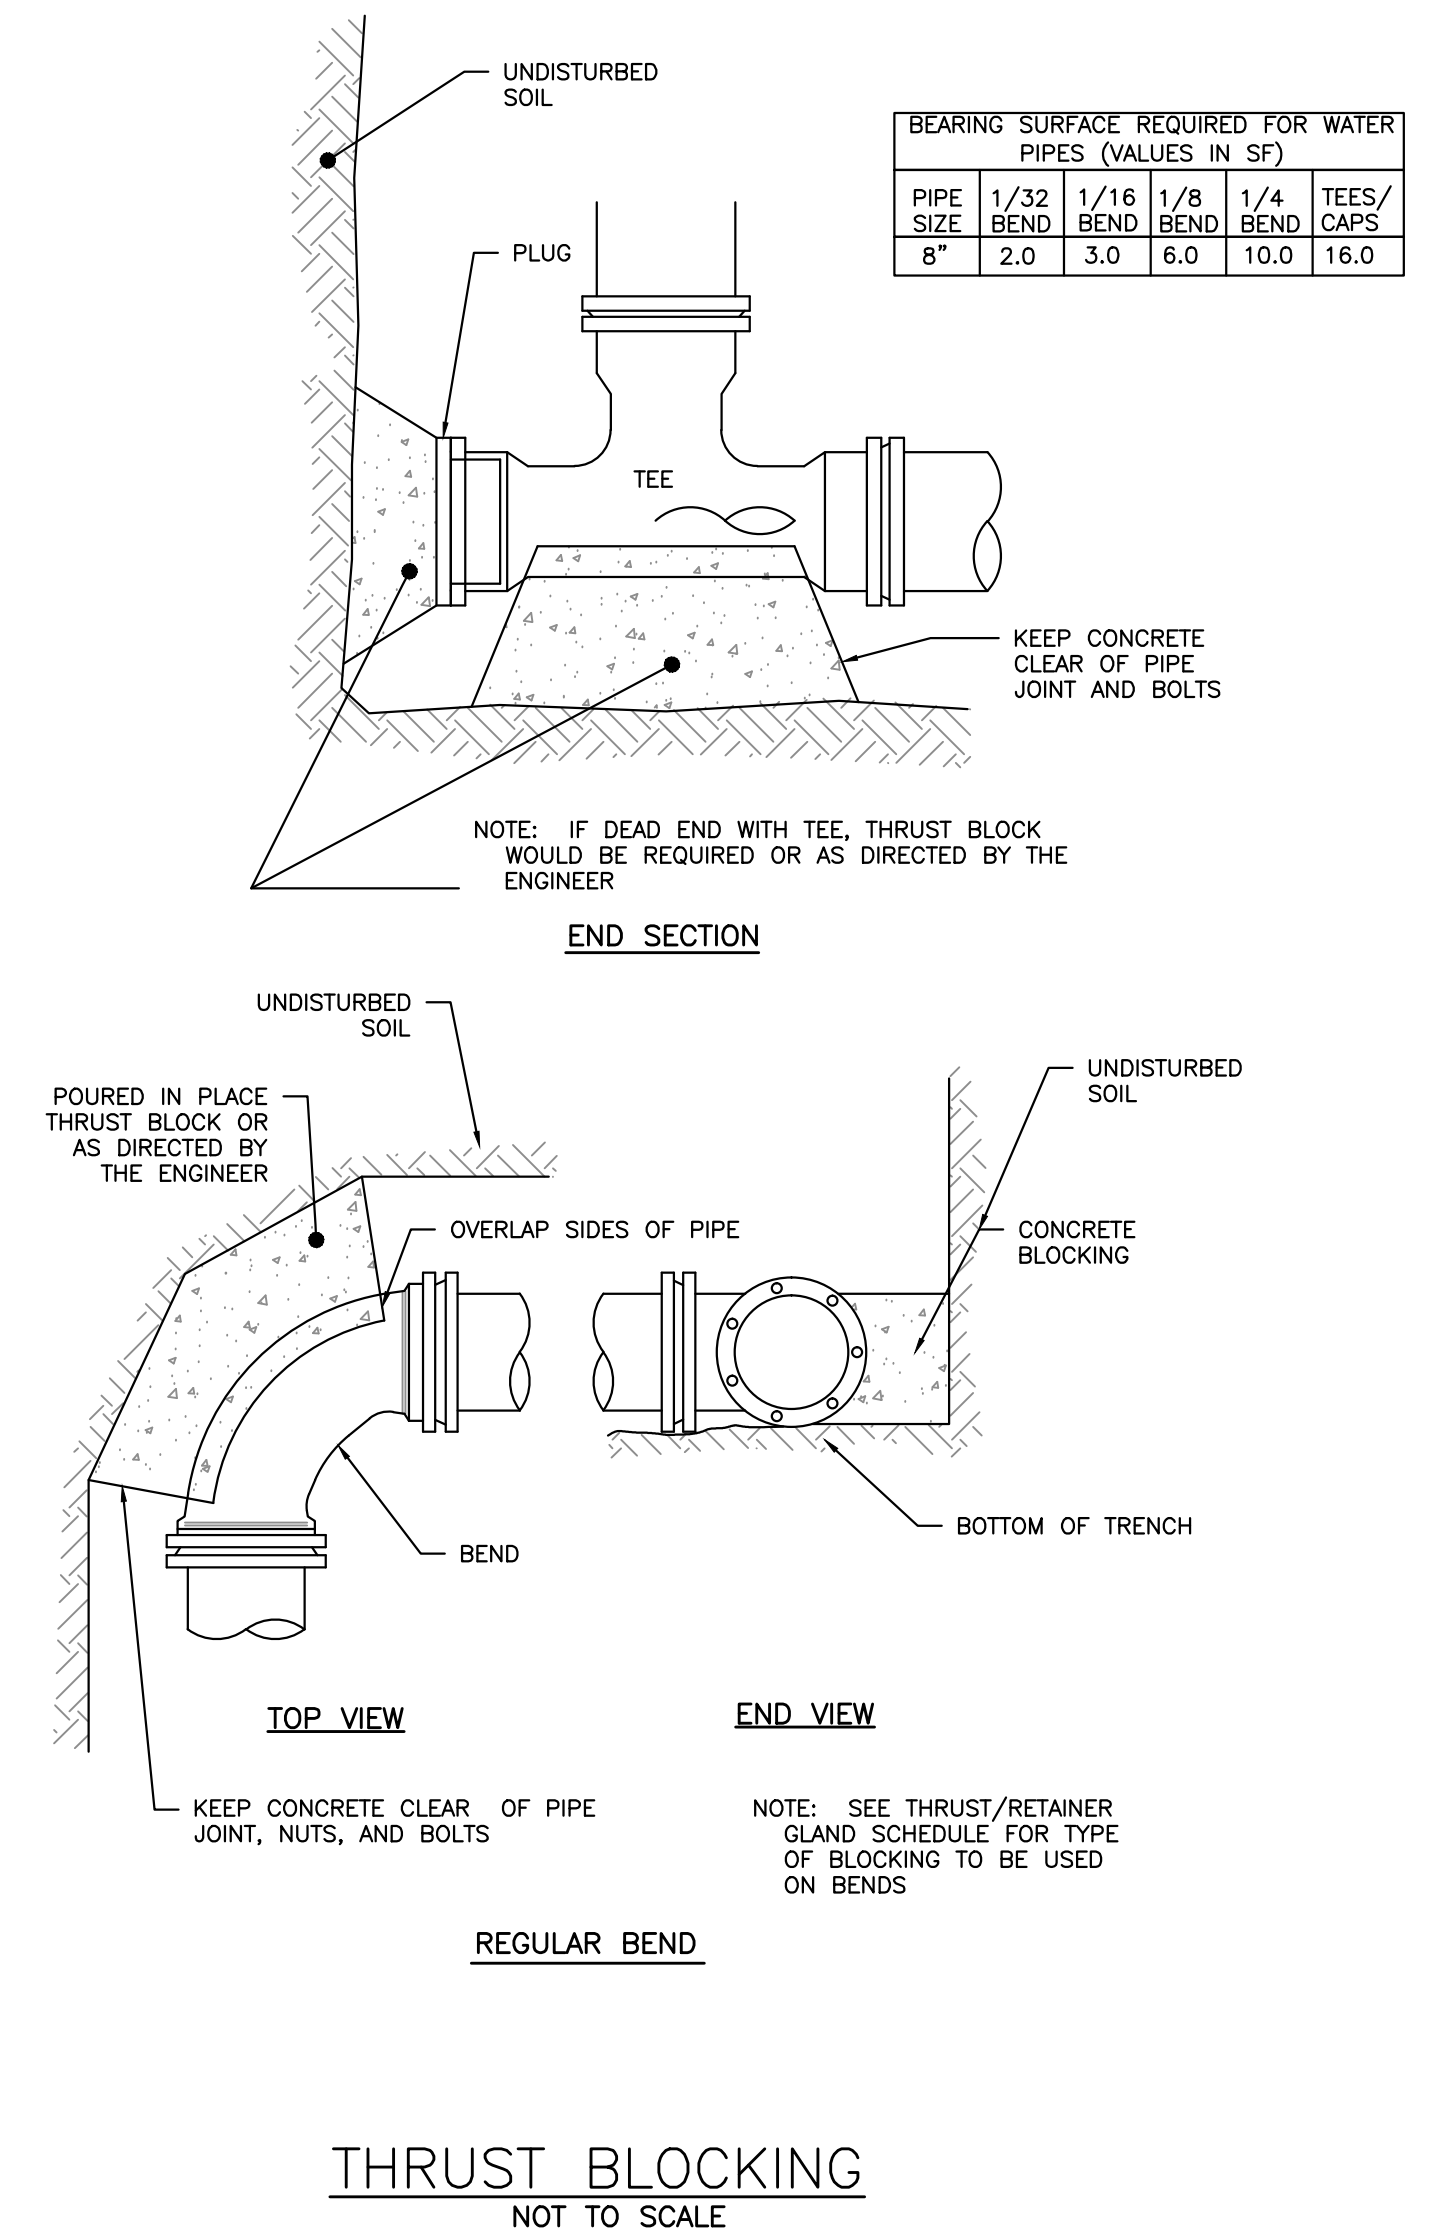 UNDISTURBED
SOIL
BEARING SURFACE REQUIRED FOR WATER
PIPES (VALUES IN SF)
PIPE SIZE 1/32 BEND 1/16 BEND 1/8 BEND 1/4 BEND TEES/ CAPS
8" 2.0 3.0 6.0 10.0 16.0
PLUG
TEE
KEEP CONCRETE
CLEAR OF PIPE
JOINT AND BOLTS
NOTE: IF DEAD END WITH TEE, THRUST BLOCK
WOULD BE REQUIRED OR AS DIRECTED BY THE
ENGINEER
END SECTION
UNDISTURBED
SOIL
POURED IN PLACE
THRUST BLOCK OR
AS DIRECTED BY
THE ENGINEER
OVERLAP SIDES OF PIPE
BEND
UNDISTURBED
SOIL
CONCRETE
BLOCKING
BOTTOM OF TRENCH
TOP VIEW
END VIEW
KEEP CONCRETE CLEAR OF PIPE
JOINT, NUTS, AND BOLTS
NOTE: SEE THRUST/RETAINER
GLAND SCHEDULE FOR TYPE
OF BLOCKING TO BE USED
ON BENDS
REGULAR BEND
THRUST BLOCKING
NOT TO SCALE